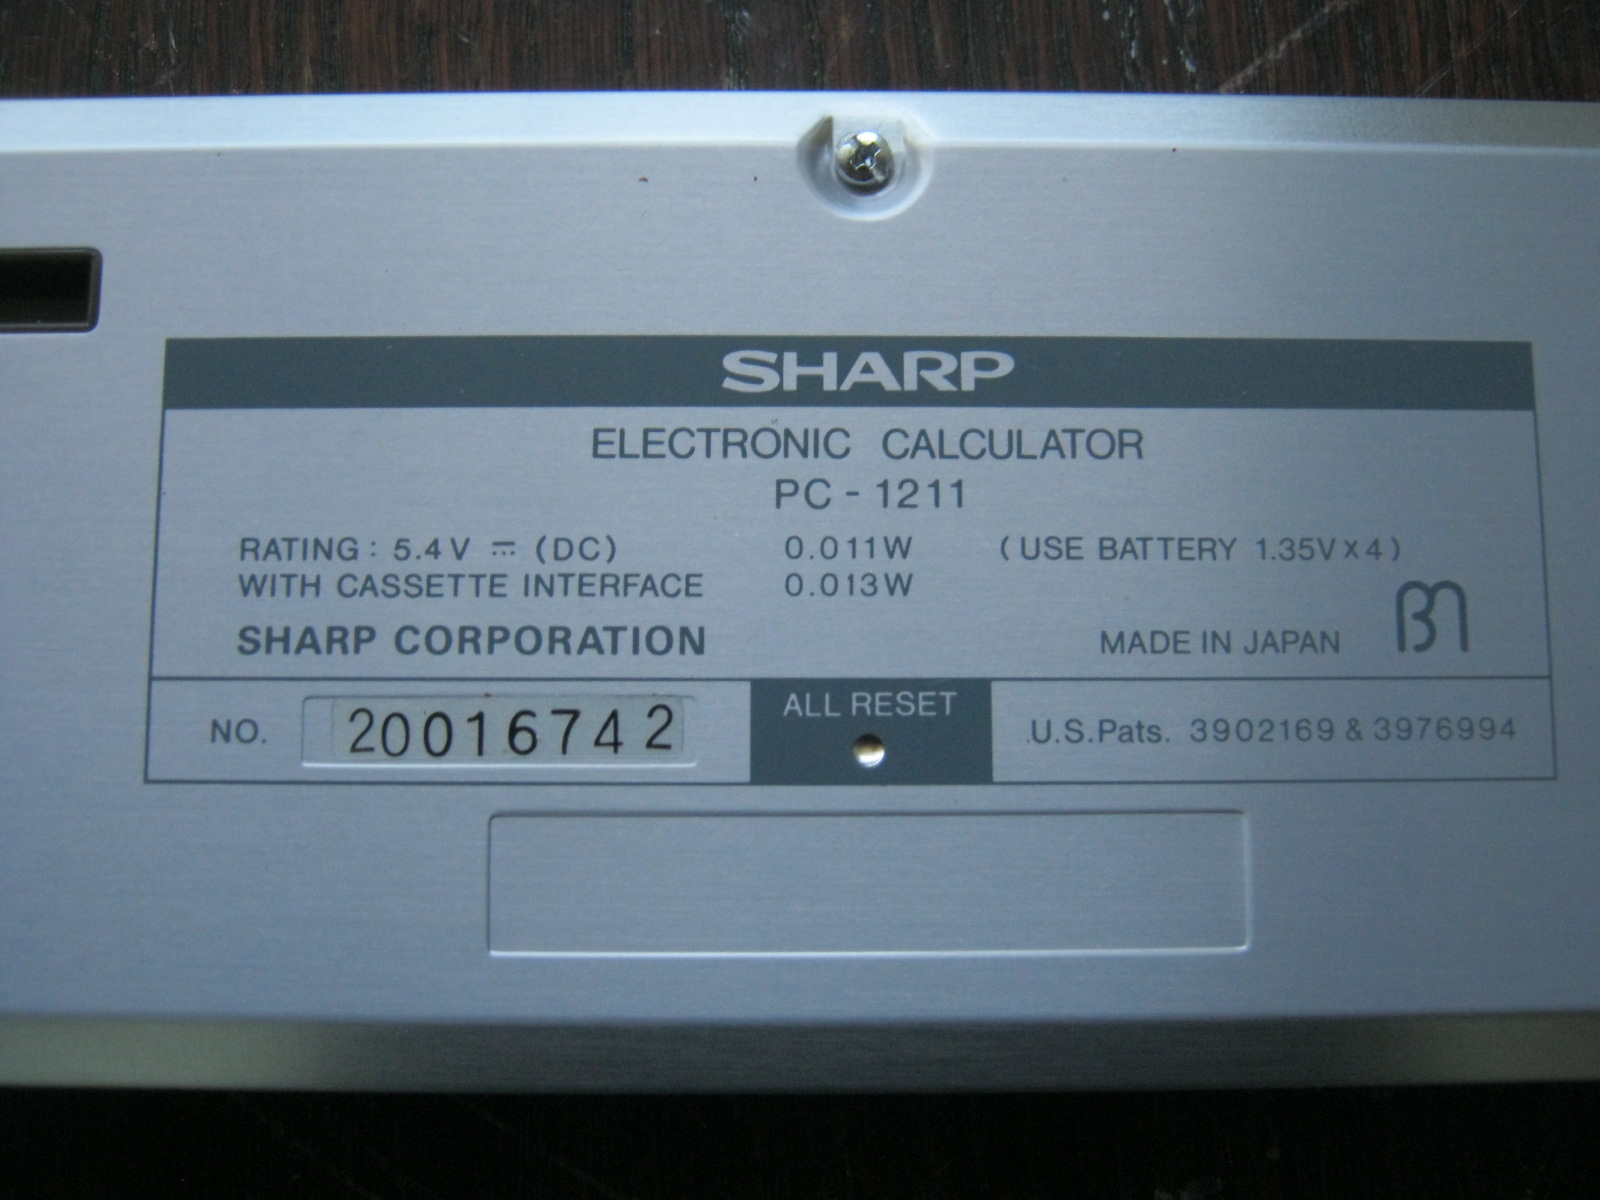 SHARP
ELECTRONIC CALCULATOR
PC - 1211
RATING : 5.4V ⎓ (DC) 0.011W (USE BATTERY 1.35V×4)
WITH CASSETTE INTERFACE 0.013W
SHARP CORPORATION MADE IN JAPAN
NO. 20016742 ALL RESET U.S.Pats. 3902169 & 3976994